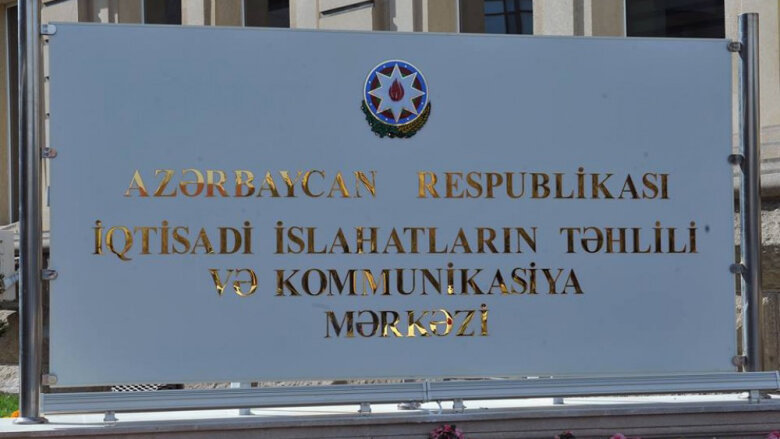 AZƏRBAYCAN RESPUBLİKASI
İQTİSADİ İSLAHATLARIN TƏHLİLİ
VƏ KOMMUNİKASİYA
MƏRKƏZİ